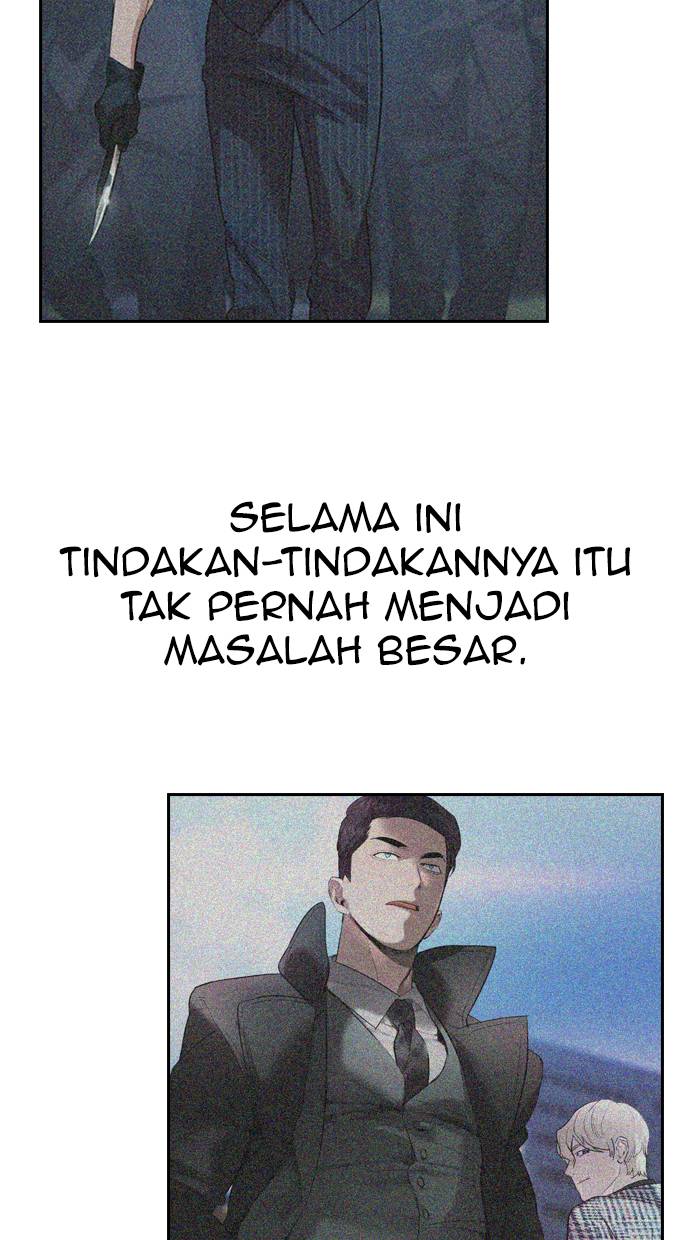 SELAMA INI
TINDAKAN-TINDAKANNYA ITU
TAK PERNAH MENJADI
MASALAH BESAR.